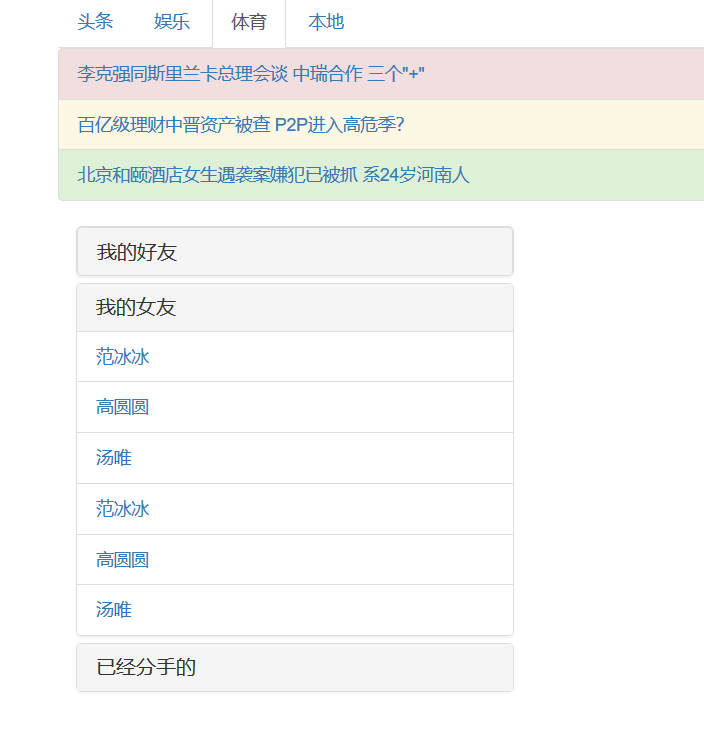 头条 娱乐 体育 本地
李克强同斯里兰卡总理会谈 中瑞合作 三个"+"
百亿级理财中晋资产被查 P2P进入高危季?
北京和颐酒店女生遇袭案嫌犯已被抓 系24岁河南人
我的好友
我的女友
范冰冰
高圆圆
汤唯
范冰冰
高圆圆
汤唯
已经分手的